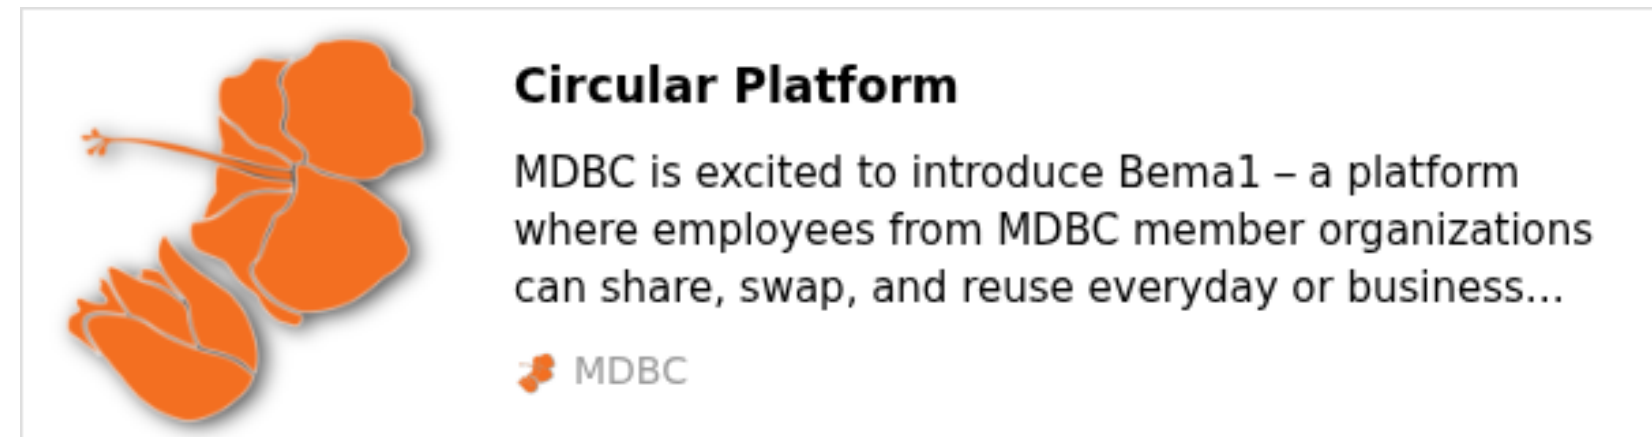 Circular Platform
MDBC is excited to introduce Bema1 – a platform
where employees from MDBC member organizations
can share, swap, and reuse everyday or business...
MDBC